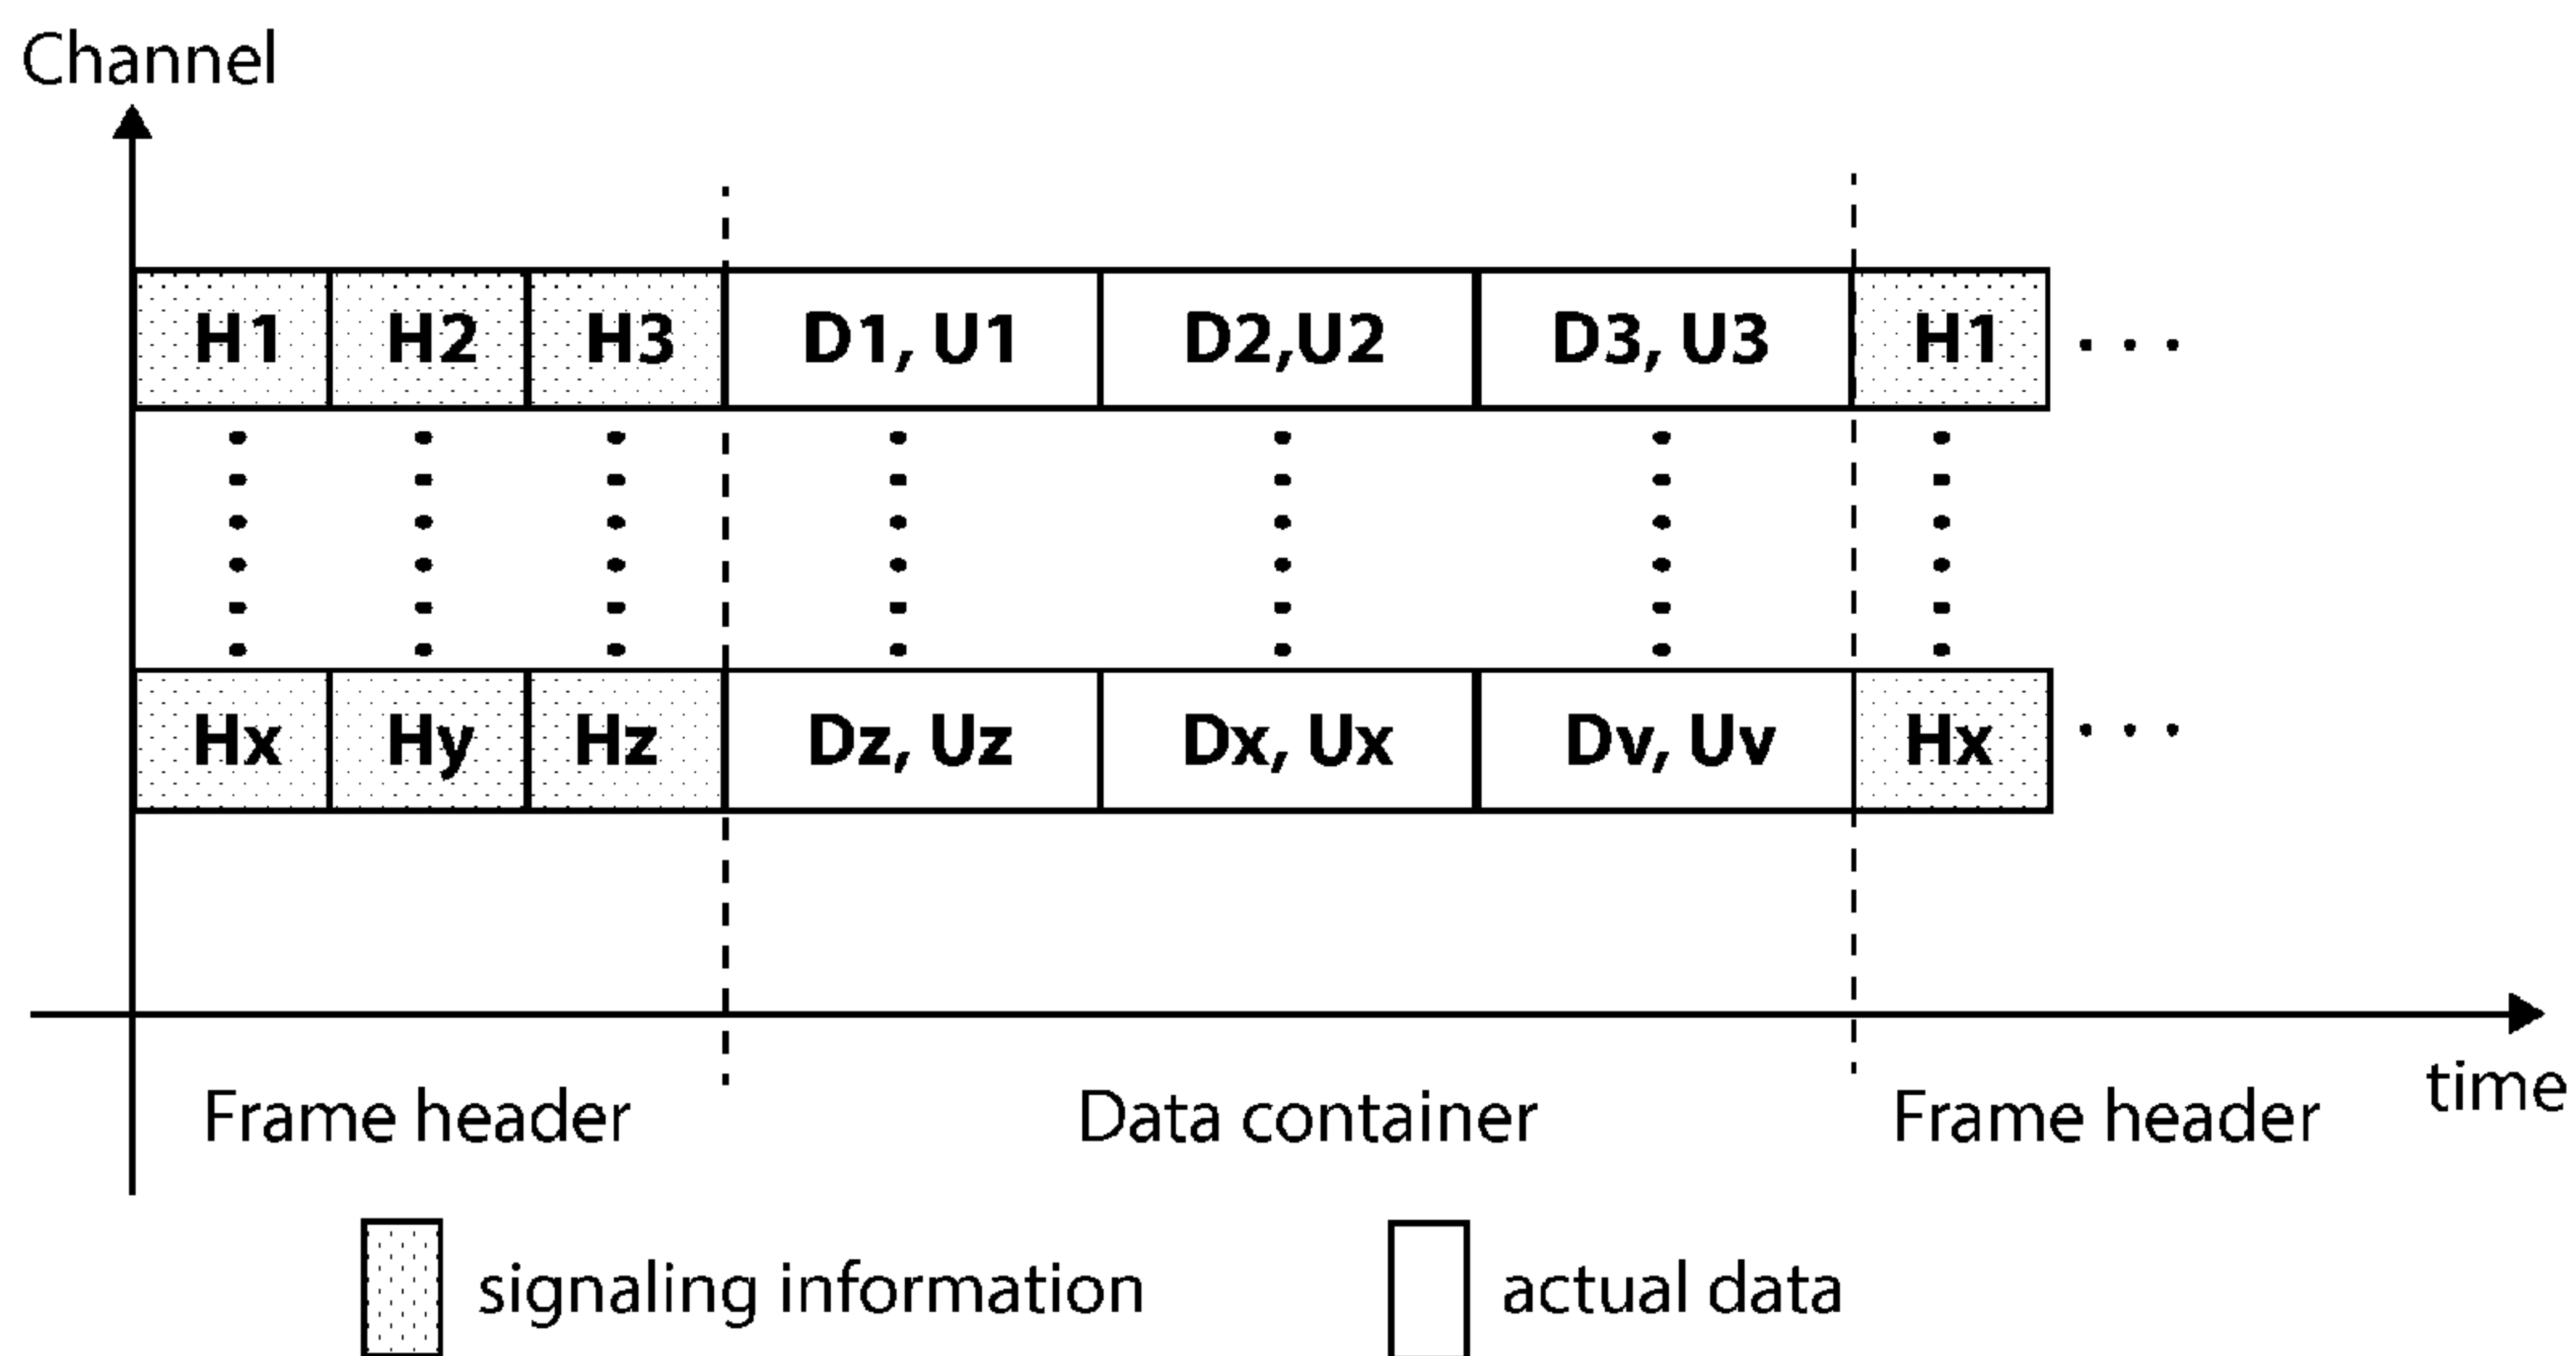 Channel
H1 H2 H3 D1, U1 D2,U2 D3, U3 H1 ...
Hx Hy Hz Dz, Uz Dx, Ux Dv, Uv Hx ...
time
Frame header Data container Frame header
signaling information actual data